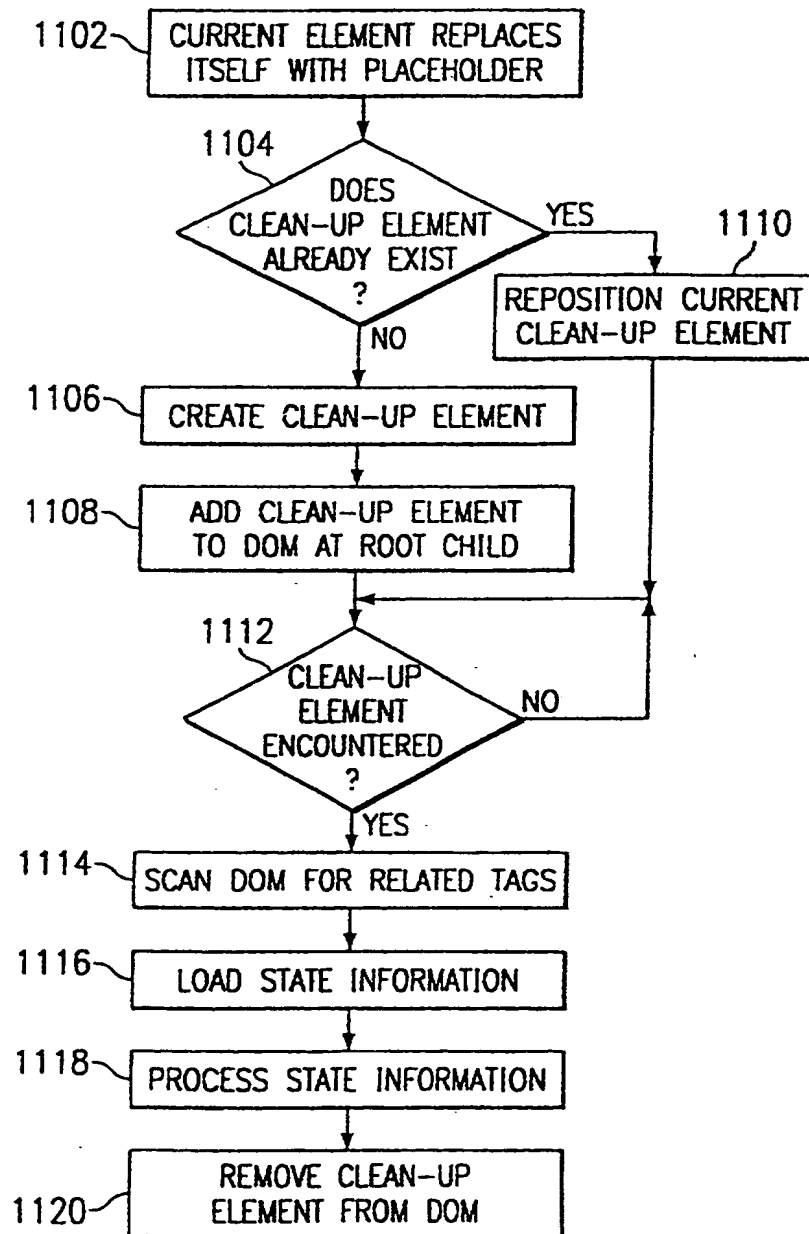 1102
CURRENT ELEMENT REPLACES
ITSELF WITH PLACEHOLDER
1104
DOES
CLEAN-UP ELEMENT
ALREADY EXIST
?
YES
1110
REPOSITION CURRENT
CLEAN-UP ELEMENT
NO
1106
CREATE CLEAN-UP ELEMENT
1108
ADD CLEAN-UP ELEMENT
TO DOM AT ROOT CHILD
1112
CLEAN-UP
ELEMENT
ENCOUNTERED
?
NO
YES
1114
SCAN DOM FOR RELATED TAGS
1116
LOAD STATE INFORMATION
1118
PROCESS STATE INFORMATION
1120
REMOVE CLEAN-UP
ELEMENT FROM DOM